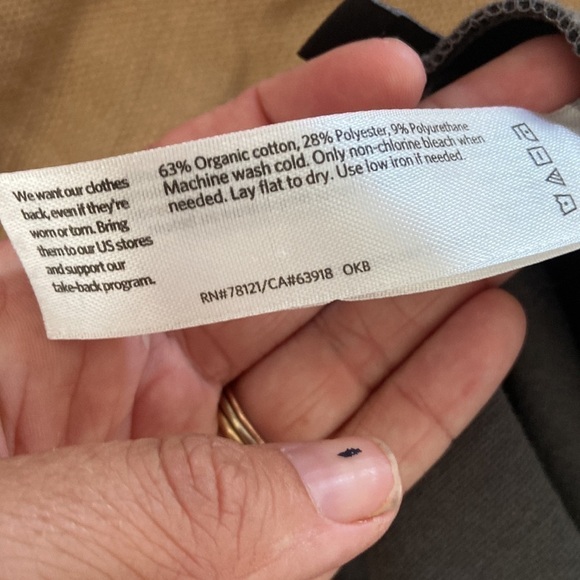 We want our clothes
back, even if they're
worn or torn. Bring
them to our US stores
and support our
take-back program.
63% Organic cotton, 28% Polyester, 9% Polyurethane
Machine wash cold. Only non-chlorine bleach when
needed. Lay flat to dry. Use low iron if needed.
RN#78121/CA#63918 OKB